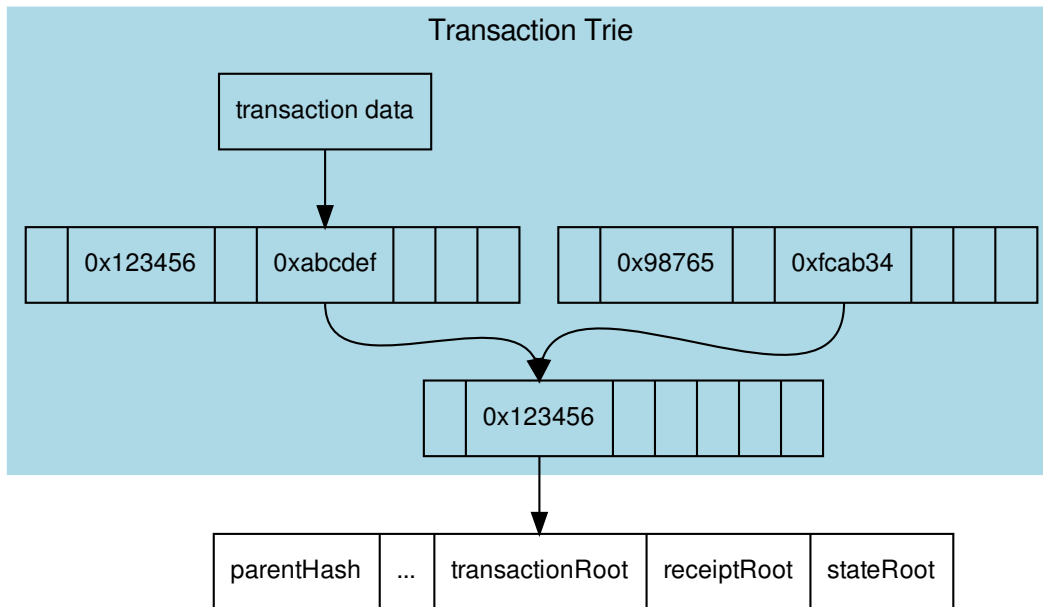 Transaction Trie
transaction data
0x123456 0xabcdef
0x98765 0xfcab34
0x123456
parentHash ... transactionRoot receiptRoot stateRoot